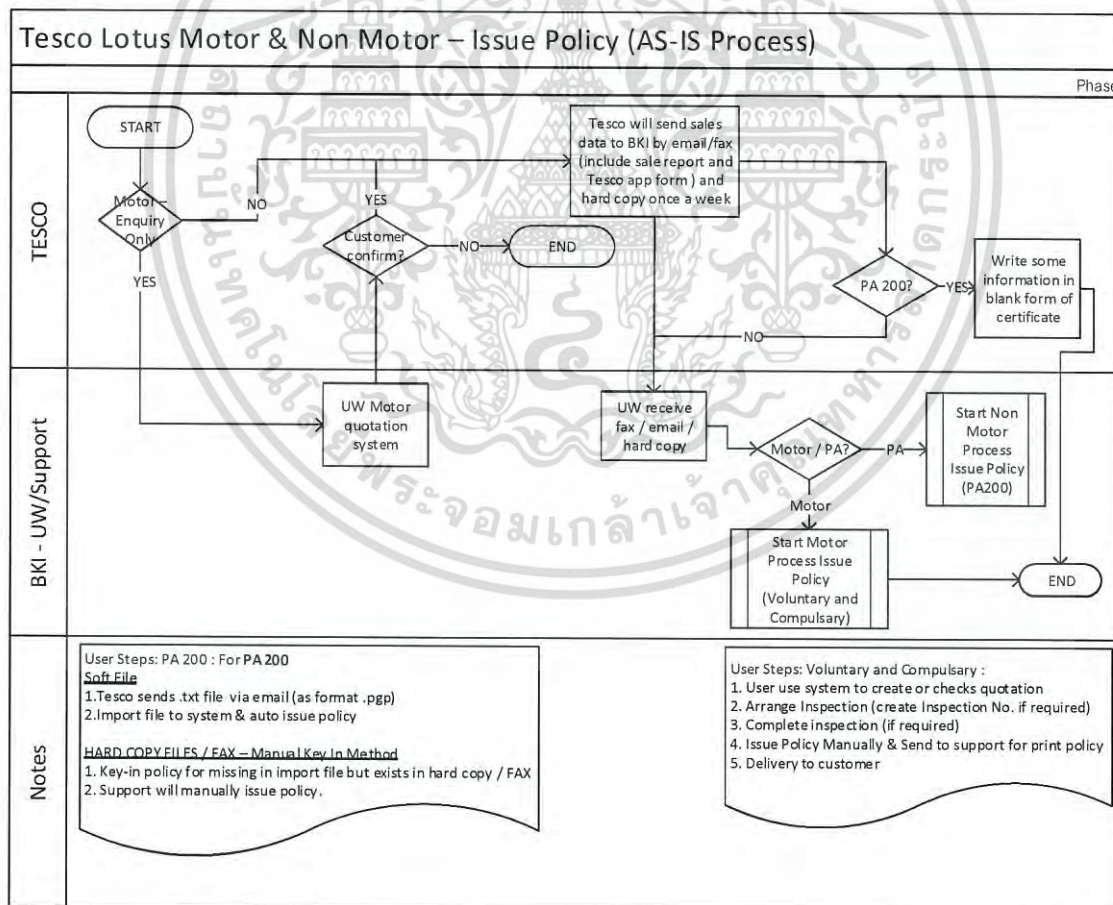 Tesco Lotus Motor & Non Motor – Issue Policy (AS-IS Process)
Phase
TESCO
START
Motor –
Enquiry
Only
NO
YES
YES
Customer
confirm?
NO
END
Tesco will send sales
data to BKI by email/fax
(include sale report and
Tesco app form ) and
hard copy once a week
PA 200?
YES
NO
Write some
information in
blank form of
certificate
BKI - UW/Support
UW Motor
quotation
system
UW receive
fax / email /
hard copy
Motor / PA?
PA
Motor
Start Non
Motor
Process
Issue Policy
(PA200)
Start Motor
Process Issue
Policy
(Voluntary and
Compulsary)
END
Notes
User Steps: PA 200 : For PA 200
Soft File
1.Tesco sends .txt file via email (as format .pgp)
2.Import file to system & auto issue policy
HARD COPY FILES / FAX – Manual Key In Method
1. Key-in policy for missing in import file but exists in hard copy / FAX
2. Support will manually issue policy.
User Steps: Voluntary and Compulsary :
1. User use system to create or checks quotation
2. Arrange Inspection (create Inspection No. if required)
3. Complete inspection (if required)
4. Issue Policy Manually & Send to support for print policy
5. Delivery to customer